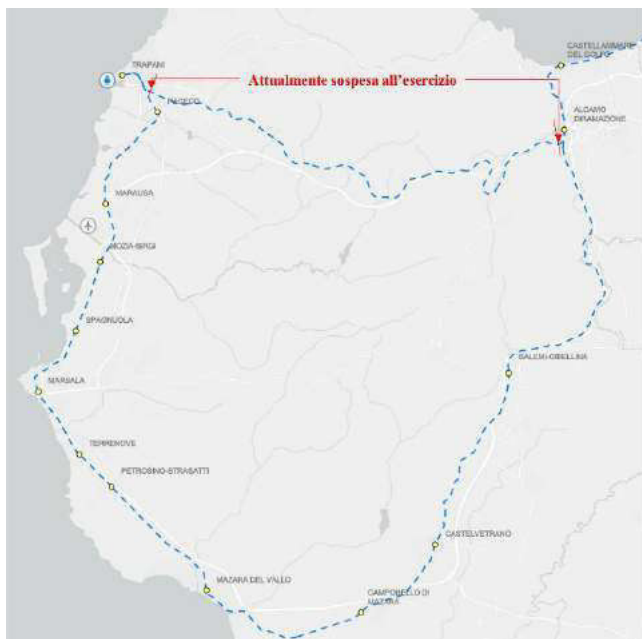 CASTELLAMMARE
DEL GOLFO
TRAPANI
Attualmente sospesa all'esercizio
PACECO
ALCAMO
DIRAMAZIONE
MARAUSA
MOZIA-BIRGI
SPAGNUOLA
SALEMI-GIBELLINA
MARSALA
TERRENOVE
PETROSINO-STRASATTI
CASTELVETRANO
MAZARA DEL VALLO
CAMPOBELLO DI
MAZARA